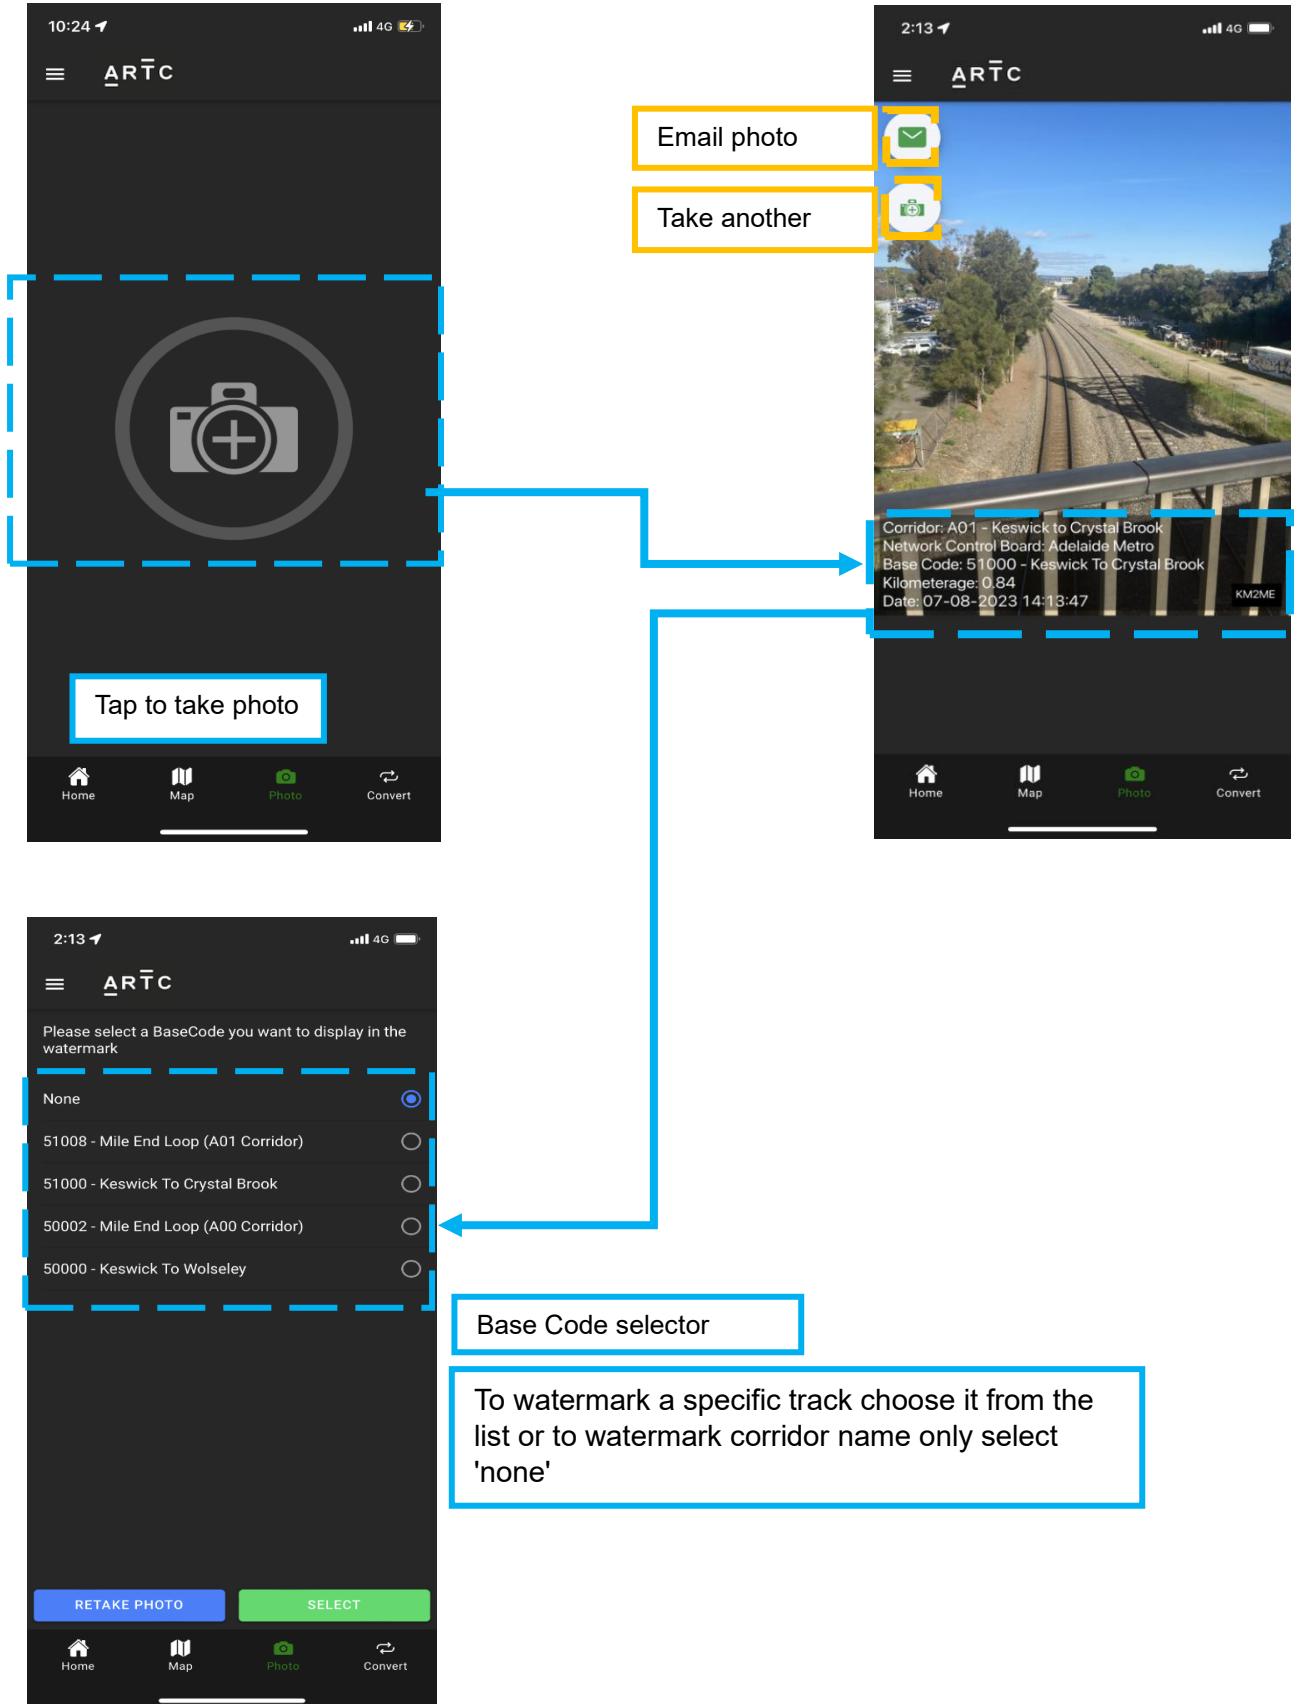 10:24
4G
ARTC
Tap to take photo
Home
Map
Photo
Convert
Email photo
Take another
2:13
4G
ARTC
Corridor: A01 - Keswick to Crystal Brook
Network Control Board: Adelaide Metro
Base Code: 51000 - Keswick To Crystal Brook
Kilometerage: 0.84
Date: 07-08-2023 14:13:47
KM2ME
Home
Map
Photo
Convert
2:13
4G
ARTC
Please select a BaseCode you want to display in the
watermark
None
51008 - Mile End Loop (A01 Corridor)
51000 - Keswick To Crystal Brook
50002 - Mile End Loop (A00 Corridor)
50000 - Keswick To Wolseley
RETAKE PHOTO
SELECT
Home
Map
Photo
Convert
Base Code selector
To watermark a specific track choose it from the
list or to watermark corridor name only select
'none'